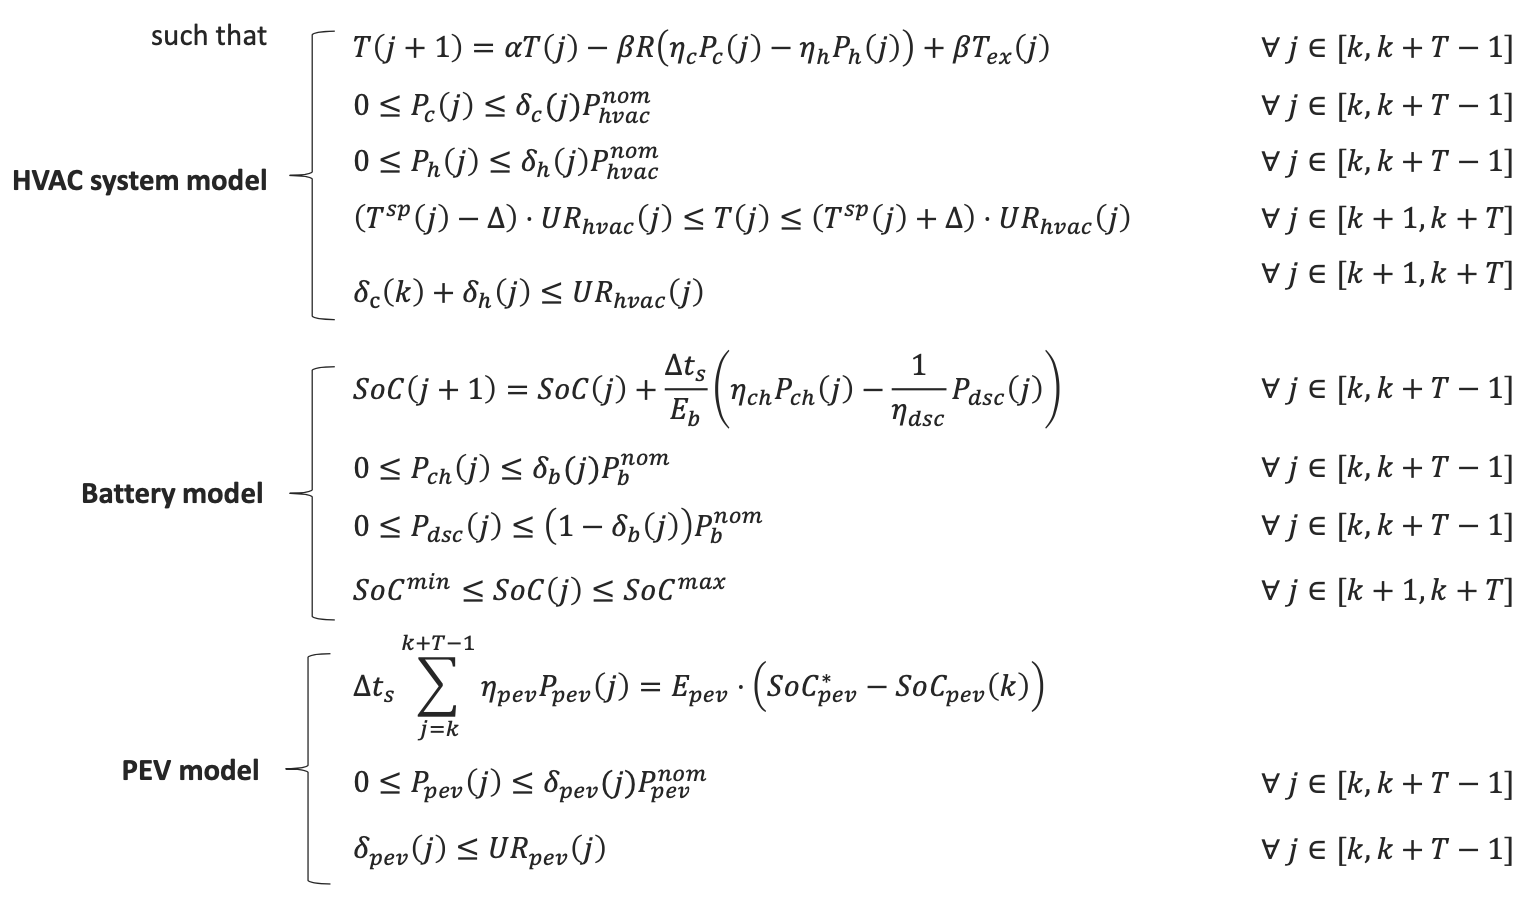 such that
T(j + 1) = αT(j) − βR(η_c P_c(j) − η_h P_h(j)) + βT_ex(j) ∀ j ∈ [k, k + T − 1]
0 ≤ P_c(j) ≤ δ_c(j)P_hvac^nom ∀ j ∈ [k, k + T − 1]
0 ≤ P_h(j) ≤ δ_h(j)P_hvac^nom ∀ j ∈ [k, k + T − 1]
HVAC system model
(T^sp(j) − Δ) · UR_hvac(j) ≤ T(j) ≤ (T^sp(j) + Δ) · UR_hvac(j) ∀ j ∈ [k + 1, k + T]
δ_c(k) + δ_h(j) ≤ UR_hvac(j) ∀ j ∈ [k + 1, k + T]
SoC(j + 1) = SoC(j) + Δt_s/E_b (η_ch P_ch(j) − 1/η_dsc P_dsc(j)) ∀ j ∈ [k, k + T − 1]
0 ≤ P_ch(j) ≤ δ_b(j)P_b^nom ∀ j ∈ [k, k + T − 1]
Battery model
0 ≤ P_dsc(j) ≤ (1 − δ_b(j))P_b^nom ∀ j ∈ [k, k + T − 1]
SoC^min ≤ SoC(j) ≤ SoC^max ∀ j ∈ [k + 1, k + T]
Δt_s ∑_{j=k}^{k+T−1} η_pev P_pev(j) = E_pev · (SoC_pev^* − SoC_pev(k))
PEV model
0 ≤ P_pev(j) ≤ δ_pev(j)P_pev^nom ∀ j ∈ [k, k + T − 1]
δ_pev(j) ≤ UR_pev(j) ∀ j ∈ [k, k + T − 1]